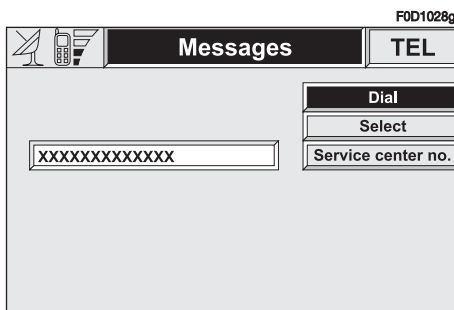 F0D1028g
Messages
TEL
Dial
Select
XXXXXXXXXXXXX
Service center no.